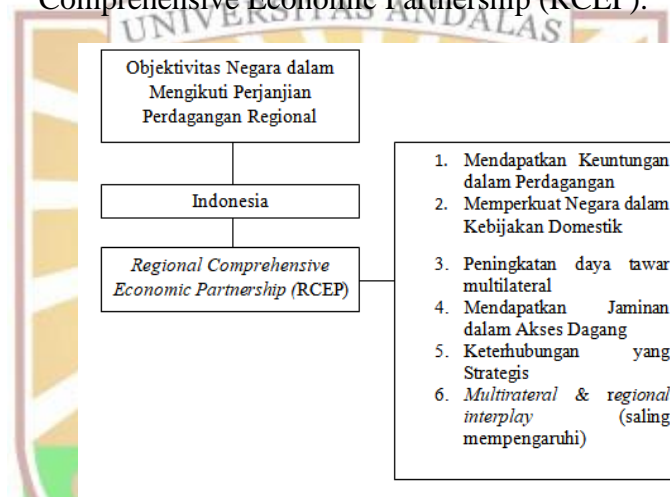 Comprehensive Economic Partnership (RCEP).
UNIVERSITAS ANDALAS
Objektivitas Negara dalam
Mengikuti Perjanjian
Perdagangan Regional
Indonesia
Regional Comprehensive
Economic Partnership (RCEP)
1. Mendapatkan Keuntungan
dalam Perdagangan
2. Memperkuat Negara dalam
Kebijakan Domestik
3. Peningkatan daya tawar
multilateral
4. Mendapatkan Jaminan
dalam Akses Dagang
5. Keterhubungan yang
Strategis
6. Multirateral & regional
interplay (saling
mempengaruhi)